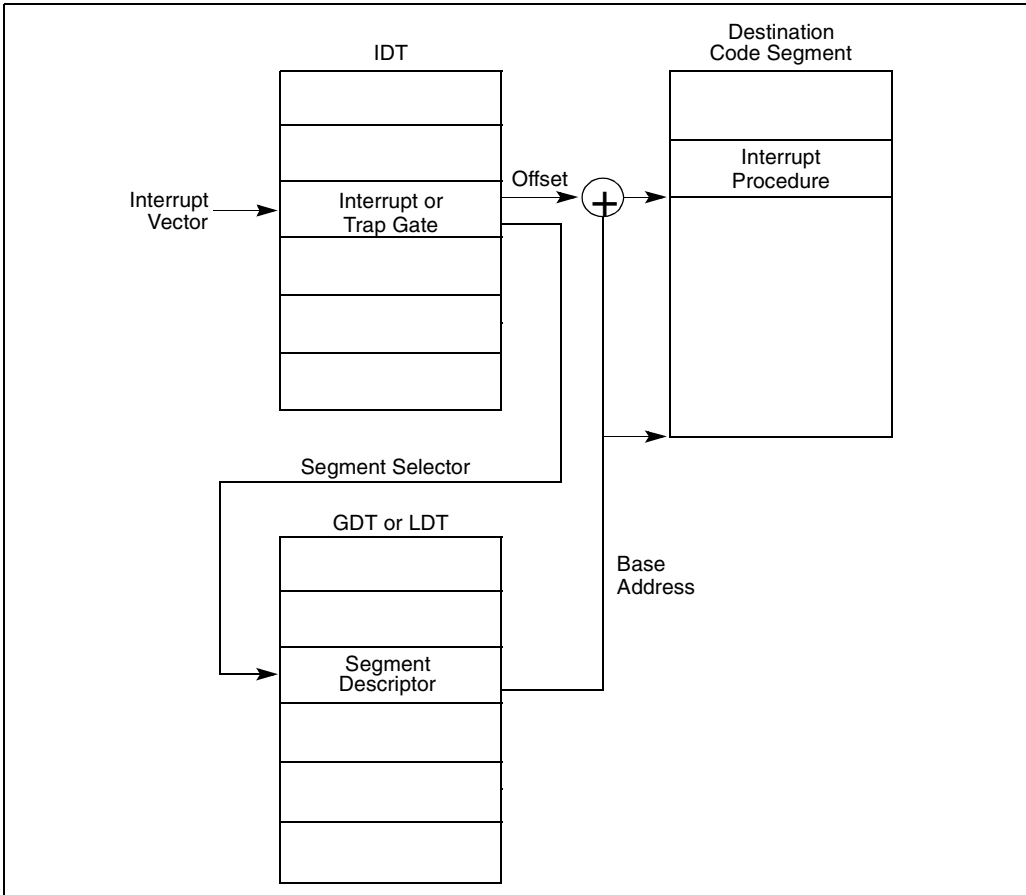 IDT
Destination
Code Segment
Interrupt
Vector
Interrupt or
Trap Gate
Offset
+
Interrupt
Procedure
Segment Selector
GDT or LDT
Segment
Descriptor
Base
Address